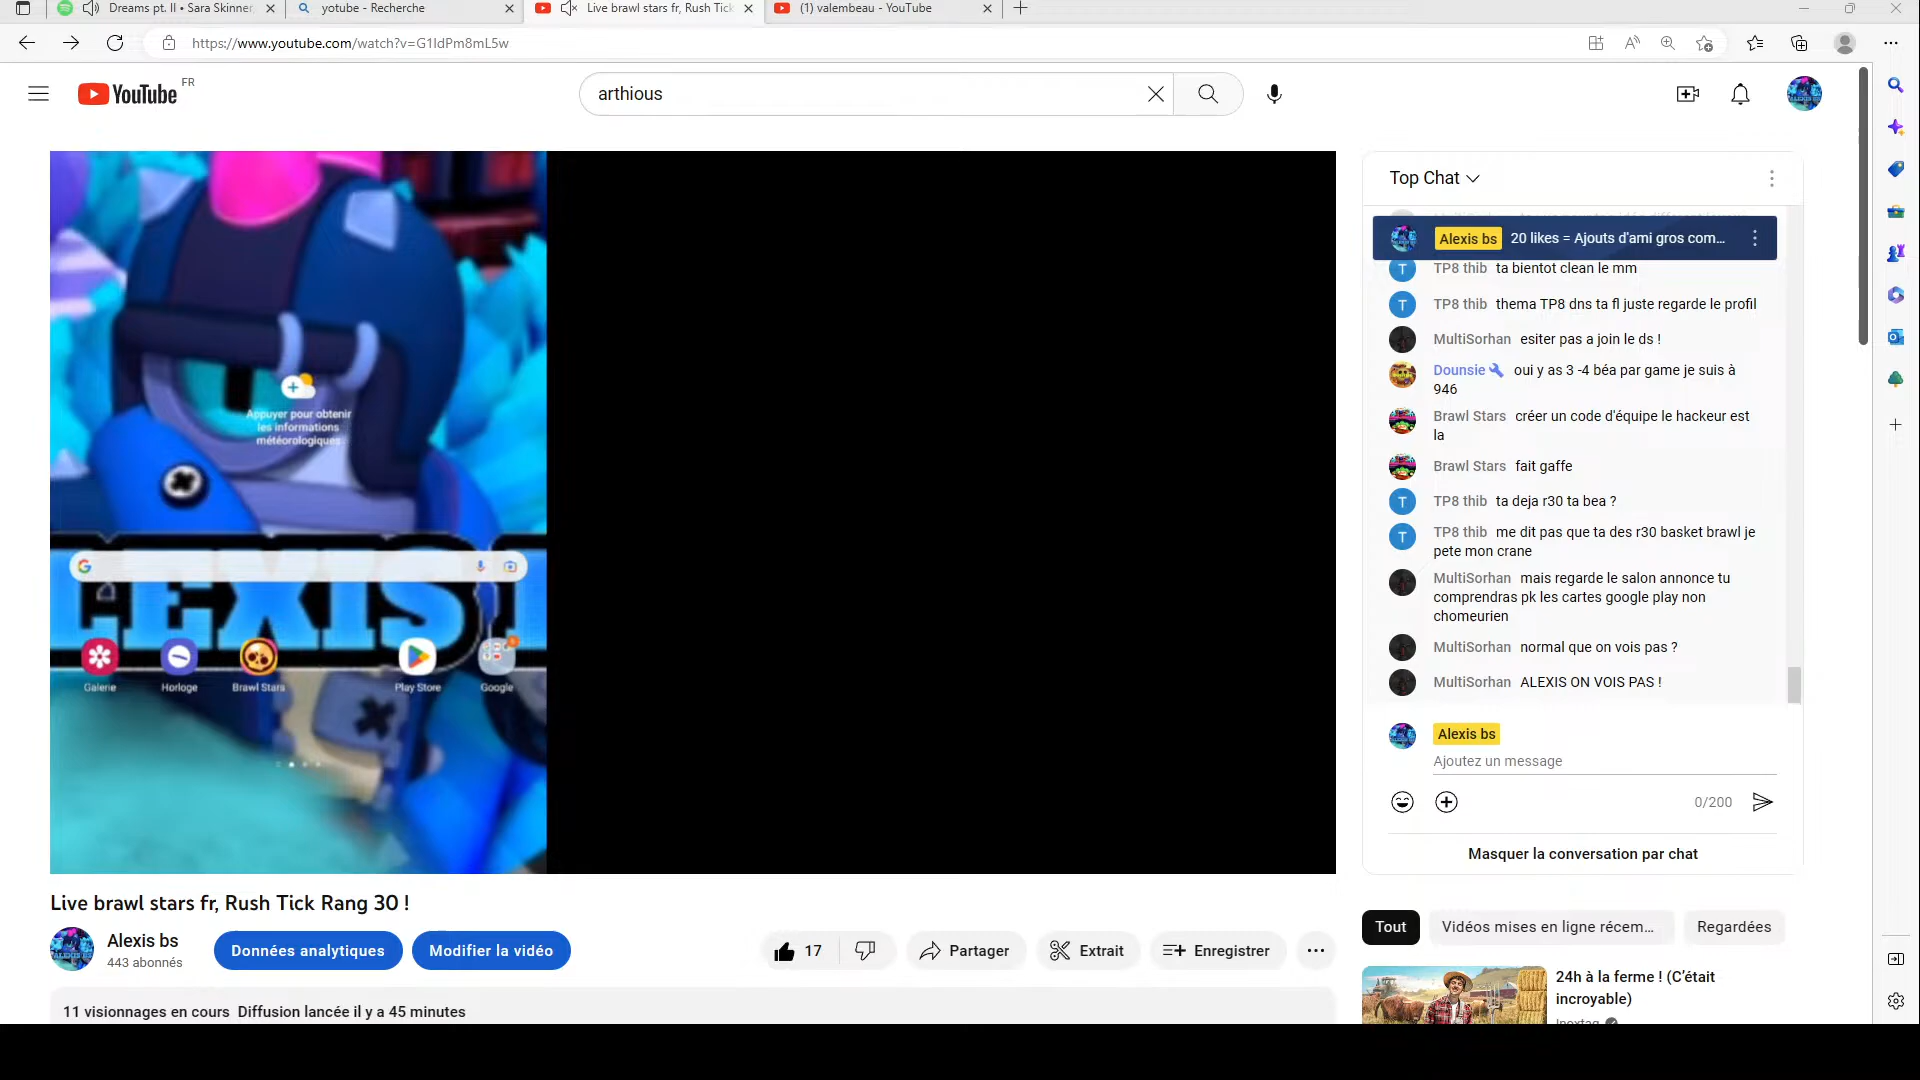 Dreams pt. II • Sara Skinner,
yotube - Recherche
Live brawl stars fr, Rush Tick
(1) valembeau - YouTube
https://www.youtube.com/watch?v=G1IdPm8mL5w
YouTube FR
arthious
Appuyer pour obtenir
les informations
météorologiques
LEXIS
Galerie
Horloge
Brawl Stars
Play Store
Google
Top Chat
Alexis bs 20 likes = Ajouts d'ami gros com...
TP8 thib ta bientot clean le mm
TP8 thib thema TP8 dns ta fl juste regarde le profil
MultiSorhan esiter pas a join le ds !
Dounsie oui y as 3 -4 béa par game je suis à
946
Brawl Stars créer un code d'équipe le hackeur est
la
Brawl Stars fait gaffe
TP8 thib ta deja r30 ta bea ?
TP8 thib me dit pas que ta des r30 basket brawl je
pete mon crane
MultiSorhan mais regarde le salon annonce tu
comprendras pk les cartes google play non
chomeurien
MultiSorhan normal que on vois pas ?
MultiSorhan ALEXIS ON VOIS PAS !
Alexis bs
Ajoutez un message
0/200
Masquer la conversation par chat
Live brawl stars fr, Rush Tick Rang 30 !
Alexis bs
443 abonnés
Données analytiques
Modifier la vidéo
17
Partager
Extrait
Enregistrer
11 visionnages en cours Diffusion lancée il y a 45 minutes
Tout
Vidéos mises en ligne récem...
Regardées
24h à la ferme ! (C'était
incroyable)
Inoxtag